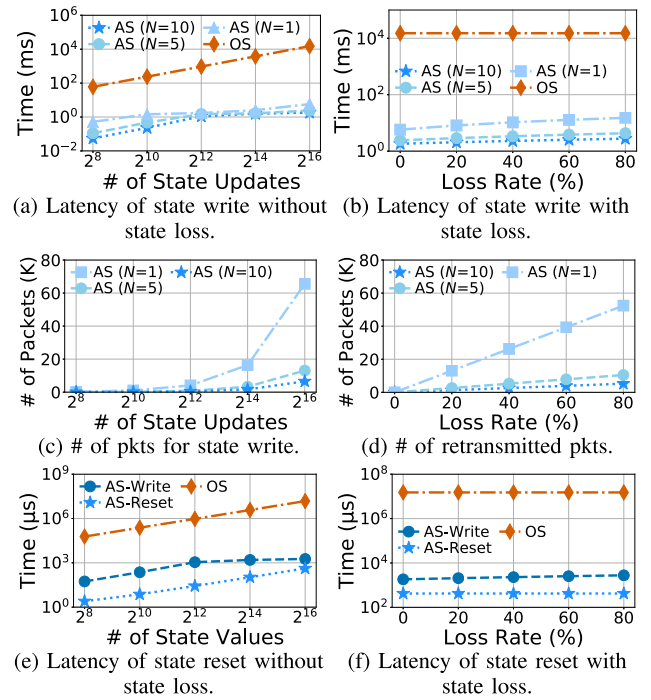 AS (N=10) AS (N=1)
AS (N=5) OS
Time (ms)
10^6
10^4
10^2
10^0
10^-2
2^8 2^10 2^12 2^14 2^16
# of State Updates
(a) Latency of state write without
state loss.
AS (N=10) AS (N=1)
AS (N=5) OS
Time (ms)
10^4
10^2
10^0
0 20 40 60 80
Loss Rate (%)
(b) Latency of state write with
state loss.
AS (N=1) AS (N=10)
AS (N=5)
# of Packets (K)
80
60
40
20
0
2^8 2^10 2^12 2^14 2^16
# of State Updates
(c) # of pkts for state write.
AS (N=10) AS (N=1)
AS (N=5)
# of Packets (K)
80
60
40
20
0
0 20 40 60 80
Loss Rate (%)
(d) # of retransmitted pkts.
AS-Write OS
AS-Reset
Time (μs)
10^9
10^6
10^3
10^0
2^8 2^10 2^12 2^14 2^16
# of State Values
(e) Latency of state reset without
state loss.
AS-Write OS
AS-Reset
Time (μs)
10^8
10^6
10^4
10^2
0 20 40 60 80
Loss Rate (%)
(f) Latency of state reset with
state loss.